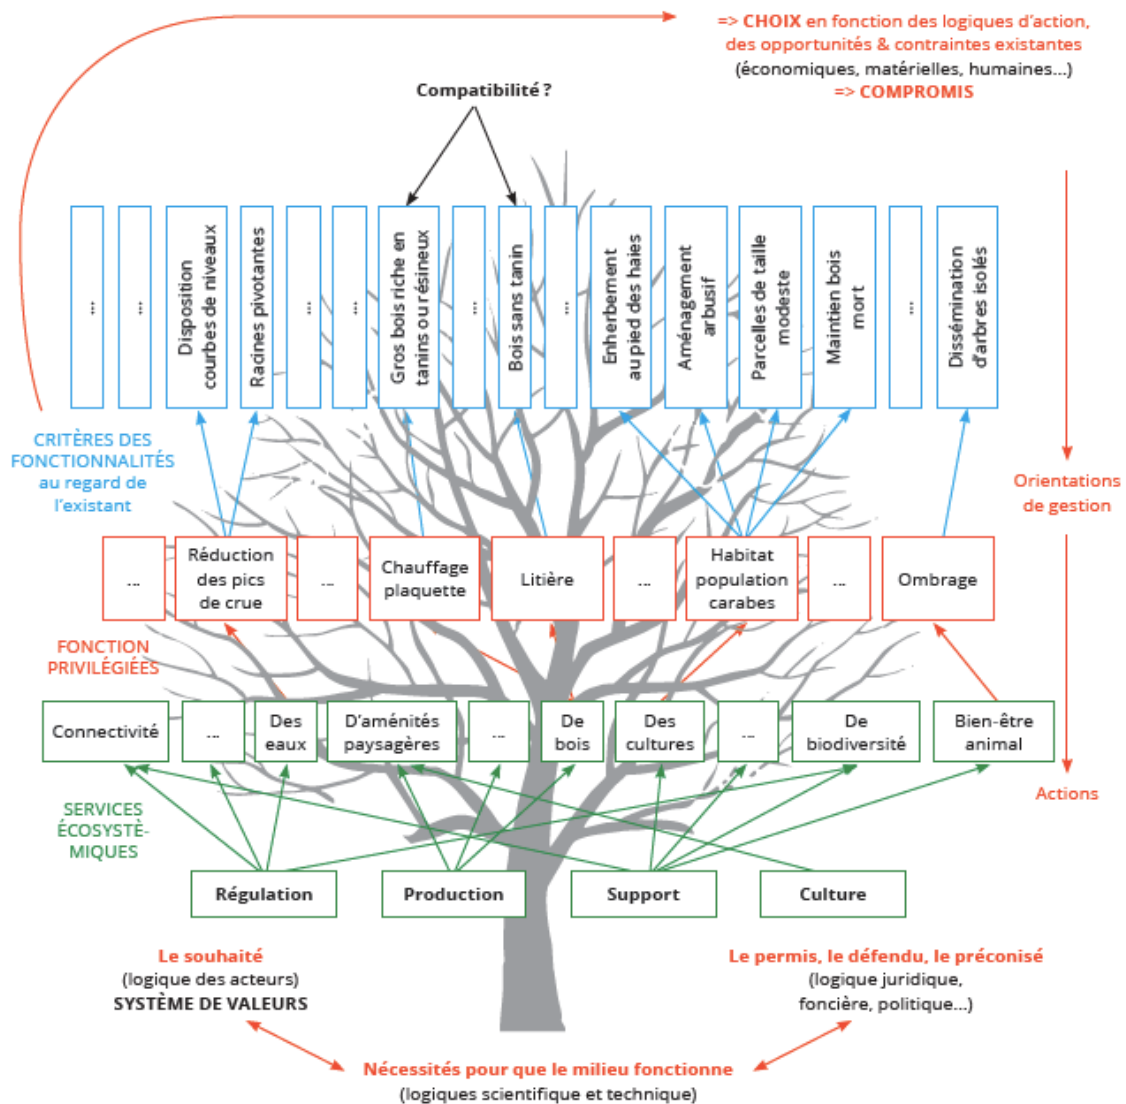 => CHOIX en fonction des logiques d'action,
des opportunités & contraintes existantes
(économiques, matérielles, humaines...)
=> COMPROMIS
Compatibilité ?
...
...
Disposition
courbes de niveaux
Racines pivotantes
...
...
Gros bois riche en
tanins ou résineux
...
Bois sans tanin
...
Enherbement
au pied des haies
Aménagement
arbusif
Parcelles de taille
modeste
Maintien bois
mort
...
Dissémination
d'arbres isolés
CRITÈRES DES
FONCTIONNALITÉS
au regard de
l'existant
Orientations
de gestion
...
Réduction
des pics
de crue
...
Chauffage
plaquette
Litière
...
Habitat
population
carabes
...
Ombrage
FONCTION
PRIVILÉGIÉES
Connectivité
...
Des
eaux
D'aménités
paysagères
...
De
bois
Des
cultures
...
De
biodiversité
Bien-être
animal
Actions
SERVICES
ÉCOSYSTÈ-
MIQUES
Régulation
Production
Support
Culture
Le souhaité
(logique des acteurs)
SYSTÈME DE VALEURS
Le permis, le défendu, le préconisé
(logique juridique,
foncière, politique...)
Nécessités pour que le milieu fonctionne
(logiques scientifique et technique)